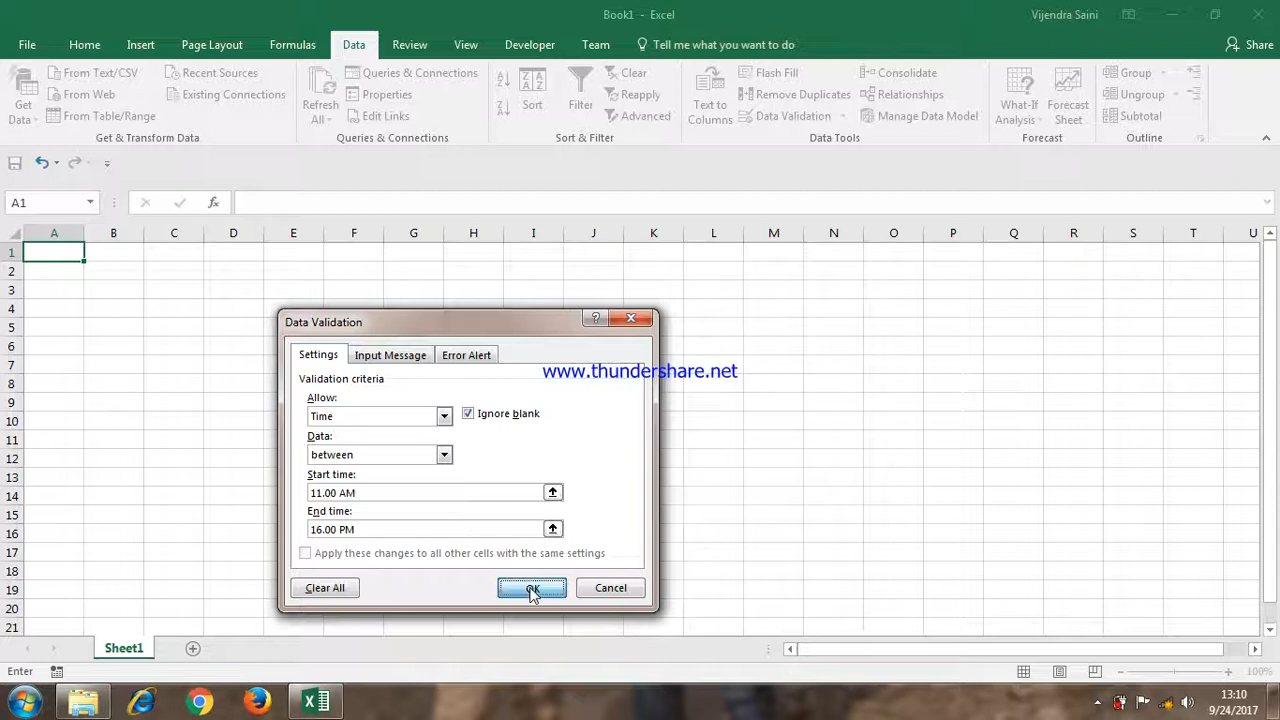 Book1 - Excel
Vijendra Saini
File Home Insert Page Layout Formulas Data Review View Developer Team Tell me what you want to do Share
Get Data
From Text/CSV
From Web
From Table/Range
Recent Sources
Existing Connections
Get & Transform Data
Refresh All
Queries & Connections
Properties
Edit Links
Queries & Connections
Sort
Filter
Clear
Reapply
Advanced
Sort & Filter
Text to Columns
Flash Fill
Remove Duplicates
Data Validation
Consolidate
Relationships
Manage Data Model
Data Tools
What-If Analysis
Forecast Sheet
Forecast
Group
Ungroup
Subtotal
Outline
A1
fx
A B C D E F G H I J K L M N O P Q R S T U
1
2
3
4
5
6
7
8
9
10
11
12
13
14
15
16
17
18
19
20
21
Data Validation
Settings Input Message Error Alert
www.thundershare.net
Validation criteria
Allow:
Time
Ignore blank
Data:
between
Start time:
11.00 AM
End time:
16.00 PM
Apply these changes to all other cells with the same settings
Clear All OK Cancel
Sheet1
Enter
100%
13:10
9/24/2017